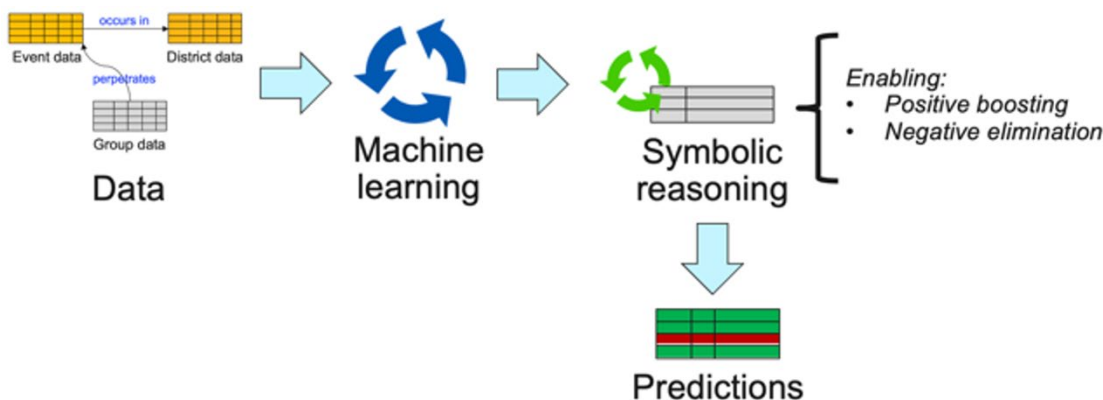 occurs in
Event data
District data
perpetrates
Group data
Data
Machine
learning
Symbolic
reasoning
Enabling:
• Positive boosting
• Negative elimination
Predictions